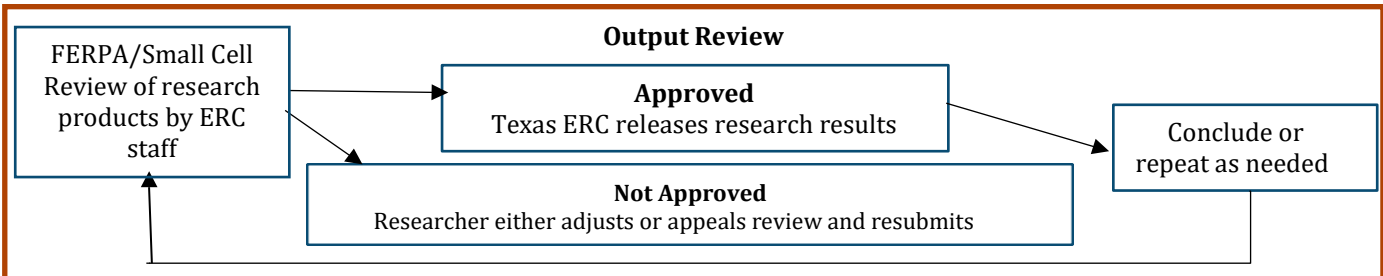 Output Review
FERPA/Small Cell
Review of research
products by ERC
staff
Approved
Texas ERC releases research results
Conclude or
repeat as needed
Not Approved
Researcher either adjusts or appeals review and resubmits